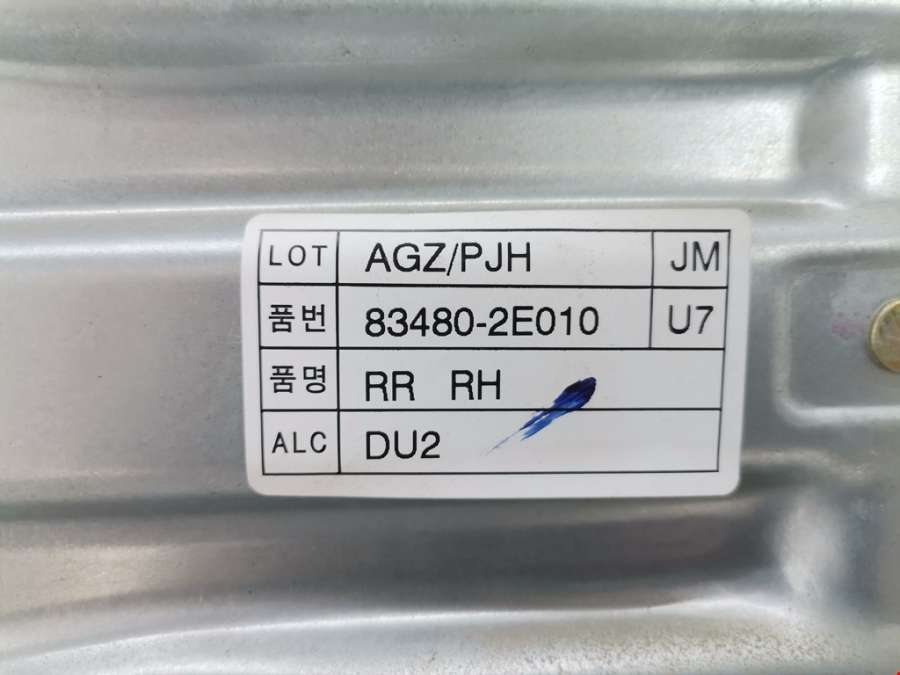 LOT AGZ/PJH JM
품번 83480-2E010 U7
품명 RR RH
ALC DU2